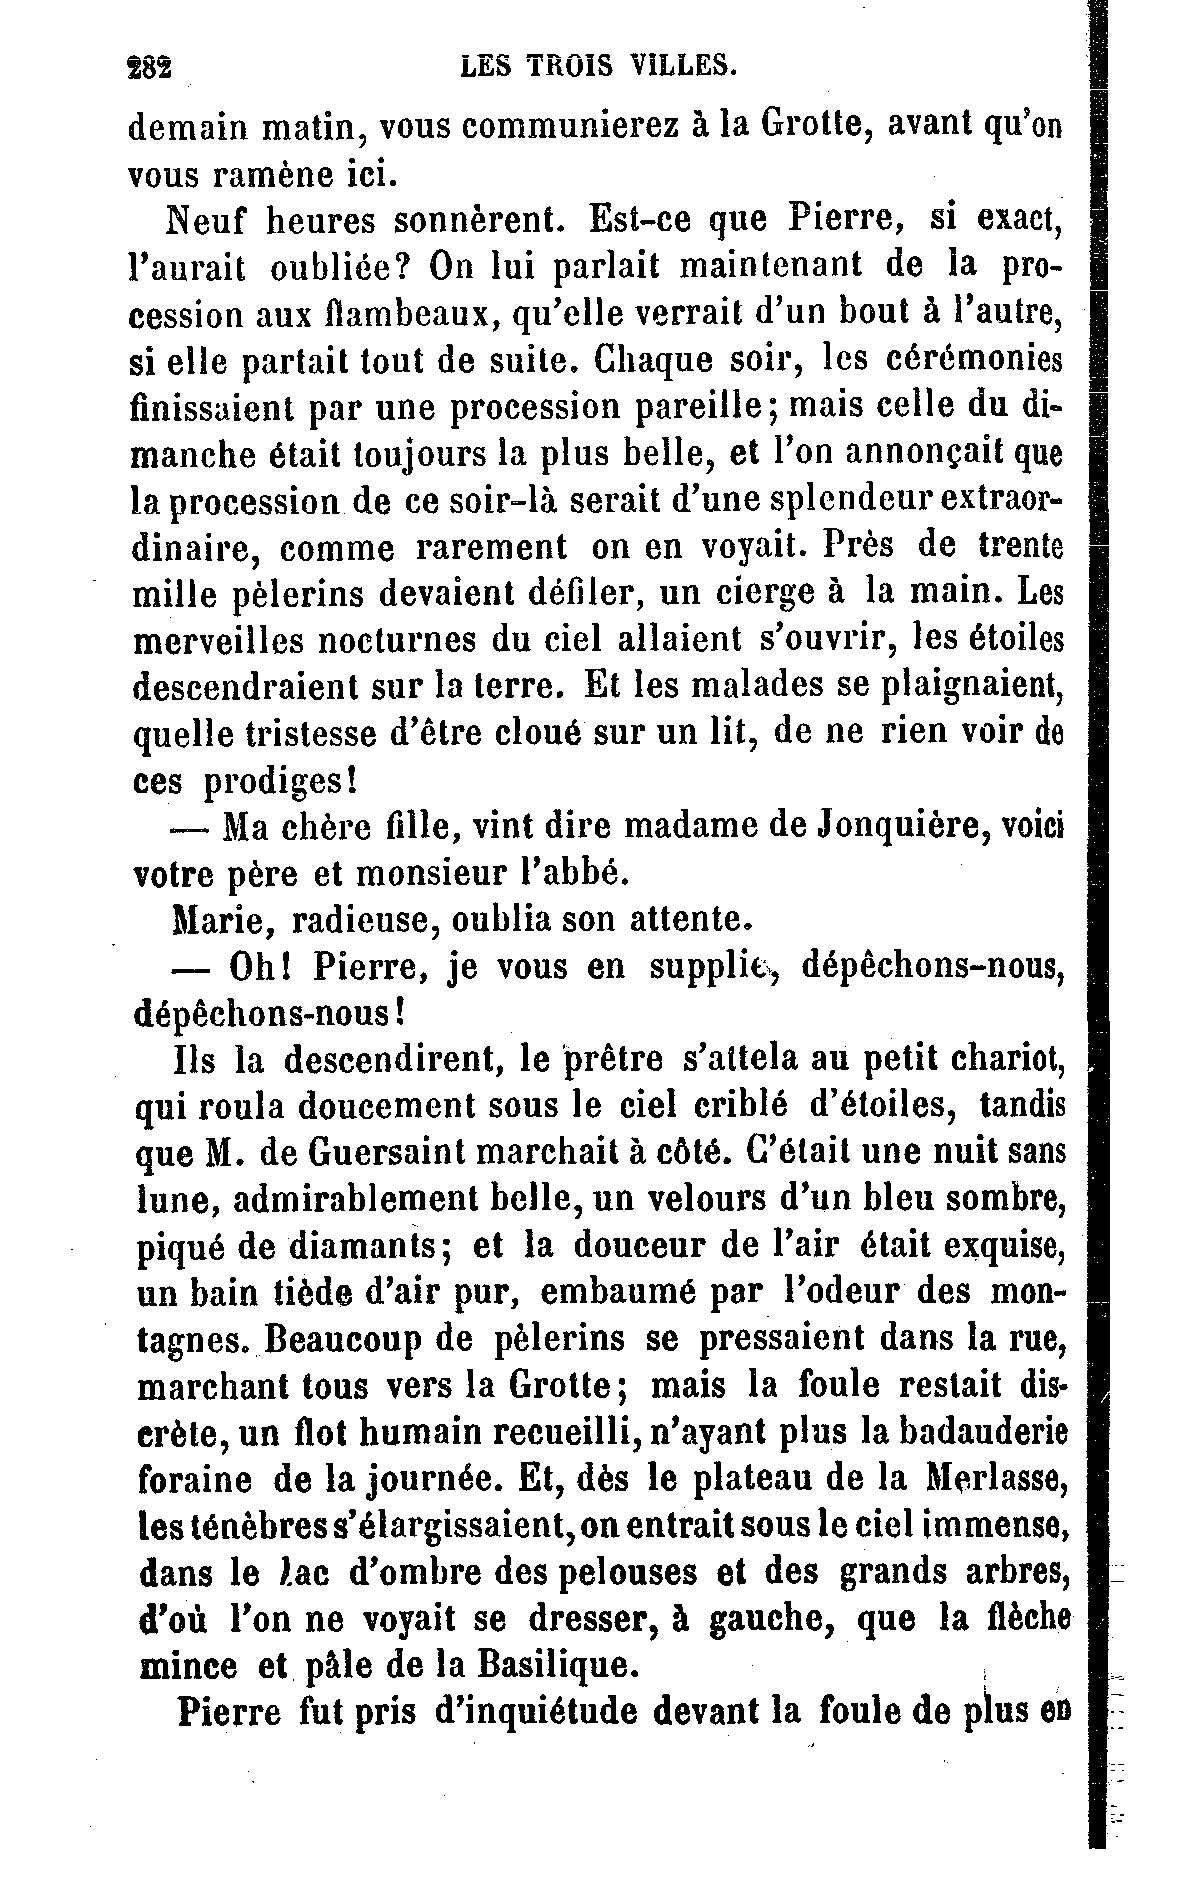 282 LES TROIS VILLES.
demain matin, vous communierez à la Grotte, avant qu'on
vous ramène ici.
Neuf heures sonnèrent. Est-ce que Pierre, si exact,
l'aurait oubliée? On lui parlait maintenant de la pro-
cession aux flambeaux, qu'elle verrait d'un bout à l'autre,
si elle partait tout de suite. Chaque soir, les cérémonies
finissaient par une procession pareille; mais celle du di-
manche était toujours la plus belle, et l'on annonçait que
la procession de ce soir-là serait d'une splendeur extraor-
dinaire, comme rarement on en voyait. Près de trente
mille pèlerins devaient défiler, un cierge à la main. Les
merveilles nocturnes du ciel allaient s'ouvrir, les étoiles
descendraient sur la terre. Et les malades se plaignaient,
quelle tristesse d'être cloué sur un lit, de ne rien voir de
ces prodiges!
— Ma chère fille, vint dire madame de Jonquière, voici
votre père et monsieur l'abbé.
Marie, radieuse, oublia son attente.
— Oh! Pierre, je vous en supplie, dépêchons-nous,
dépêchons-nous!
Ils la descendirent, le prêtre s'attela au petit chariot,
qui roula doucement sous le ciel criblé d'étoiles, tandis
que M. de Guersaint marchait à côté. C'était une nuit sans
lune, admirablement belle, un velours d'un bleu sombre,
piqué de diamants; et la douceur de l'air était exquise,
un bain tiède d'air pur, embaumé par l'odeur des mon-
tagnes. Beaucoup de pèlerins se pressaient dans la rue,
marchant tous vers la Grotte; mais la foule restait dis-
crète, un flot humain recueilli, n'ayant plus la badauderie
foraine de la journée. Et, dès le plateau de la Merlasse,
les ténèbres s'élargissaient, on entrait sous le ciel immense,
dans le lac d'ombre des pelouses et des grands arbres,
d'où l'on ne voyait se dresser, à gauche, que la flèche
mince et pâle de la Basilique.
Pierre fut pris d'inquiétude devant la foule de plus en